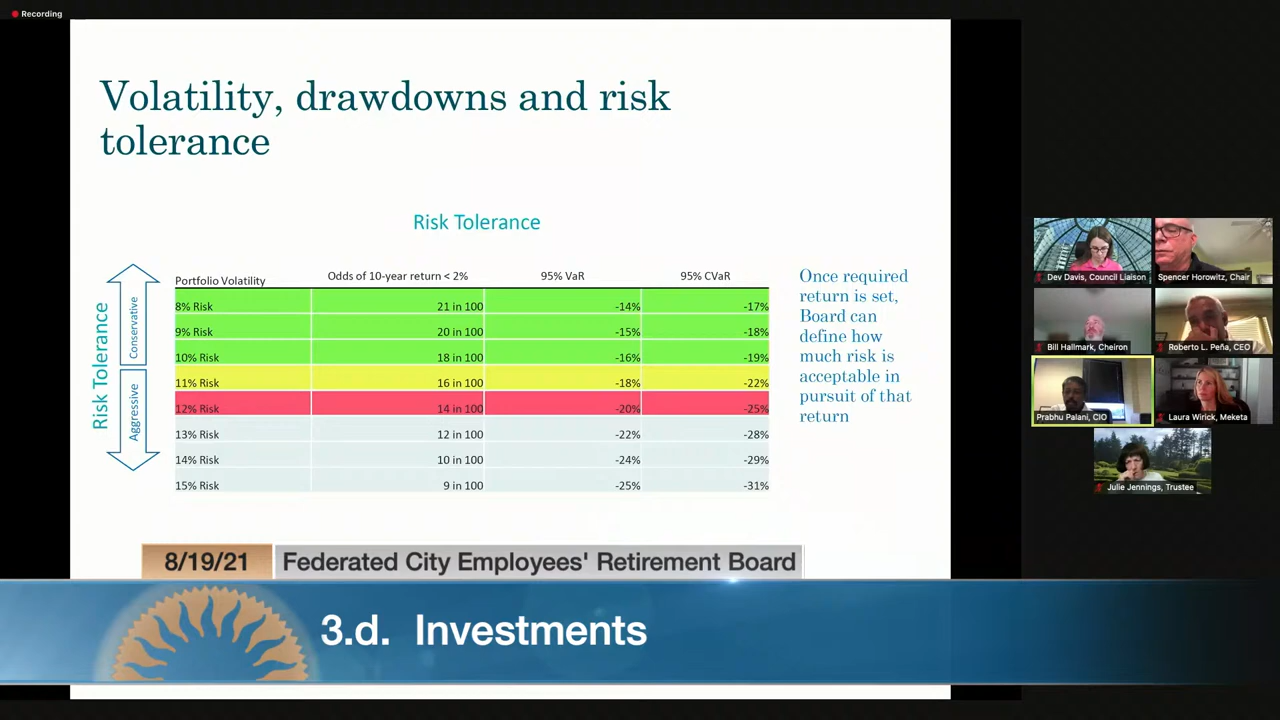 Recording
Volatility, drawdowns and risk
tolerance
Risk Tolerance
Risk Tolerance
Conservative
Aggressive
Portfolio Volatility Odds of 10-year return < 2% 95% VaR 95% CVaR
8% Risk 21 in 100 -14% -17%
9% Risk 20 in 100 -15% -18%
10% Risk 18 in 100 -16% -19%
11% Risk 16 in 100 -18% -22%
12% Risk 14 in 100 -20% -25%
13% Risk 12 in 100 -22% -28%
14% Risk 10 in 100 -24% -29%
15% Risk 9 in 100 -25% -31%
Once required
return is set,
Board can
define how
much risk is
acceptable in
pursuit of that
return
Dev Davis, Council Liaison
Spencer Horowitz, Chair
Bill Hallmark, Cheiron
Roberto L. Peña, CEO
Prabhu Palani, CIO
Laura Wirick, Meketa
Julie Jennings, Trustee
8/19/21 Federated City Employees' Retirement Board
3.d. Investments